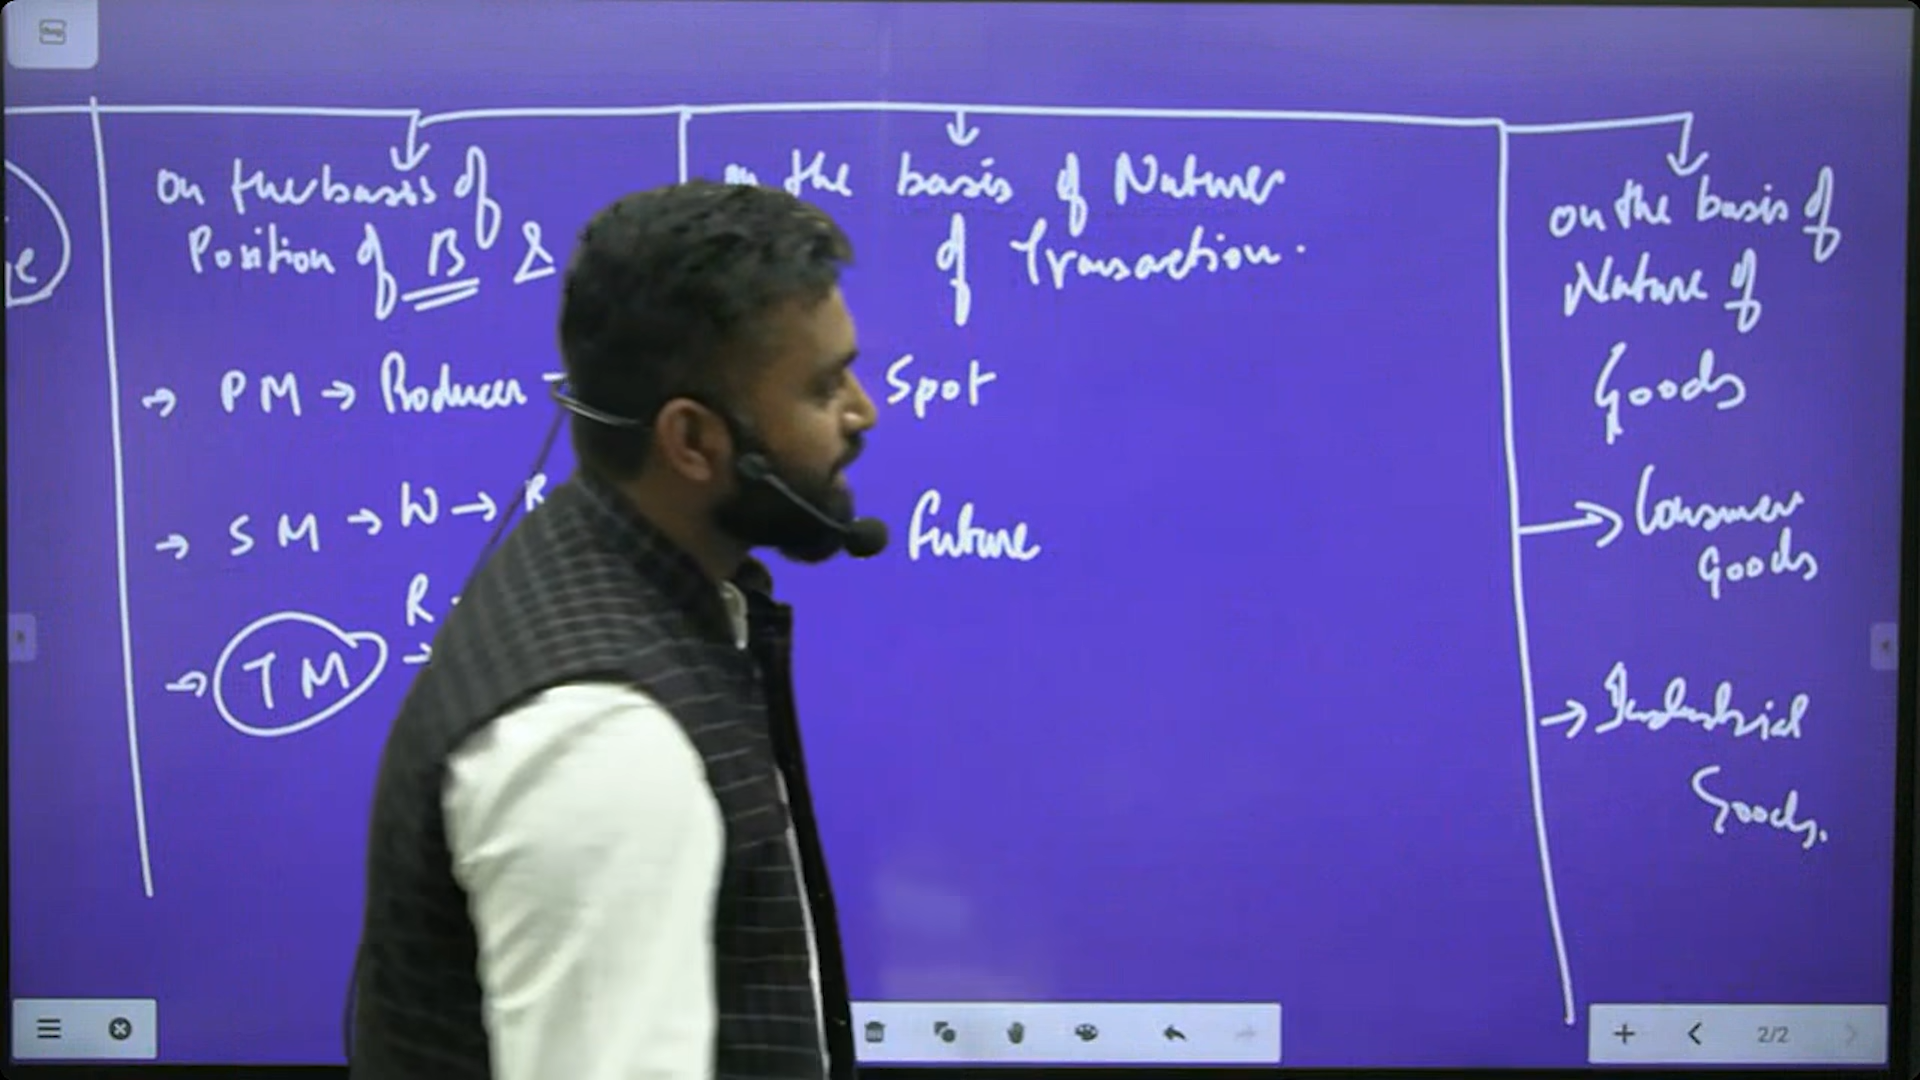 on the basis of
Position of B &
→ PM → Producer
→ SM → W → R
R
→ TM →
the basis of Nature
of Transaction.
Spot
Future
on the basis of
Nature of
Goods
→ Consumer
Goods
→ Industrial
Goods.
2/2